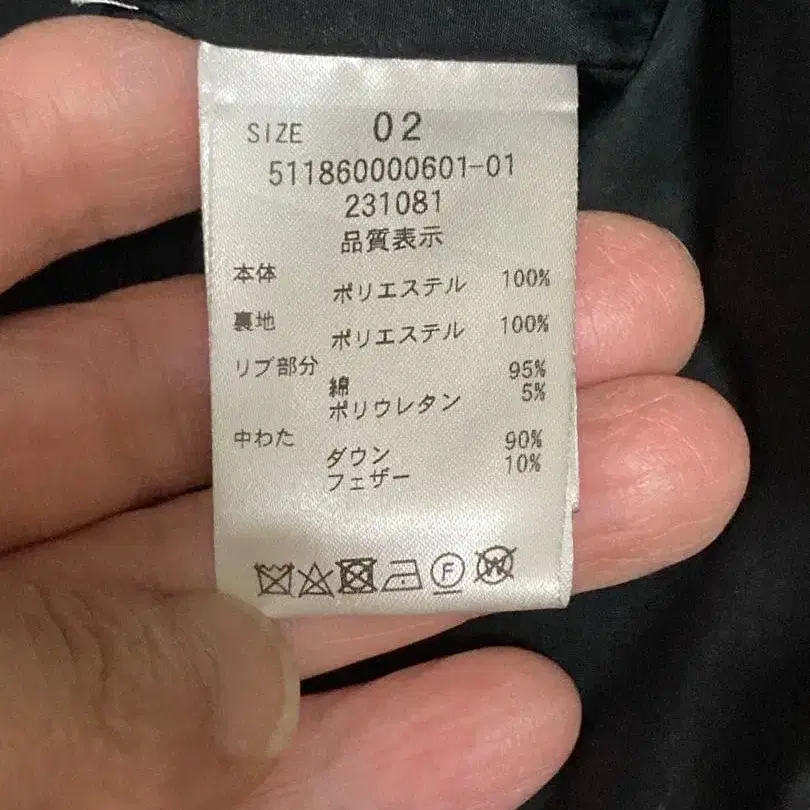 SIZE 02
511860000601-01
231081
品質表示
本体 ポリエステル 100%
裏地 ポリエステル 100%
リブ部分 綿 95%
ポリウレタン 5%
中わた ダウン 90%
フェザー 10%
F W